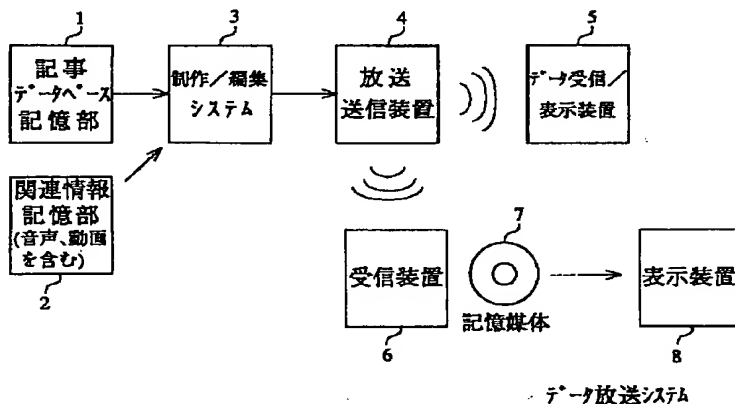 1
記事
データベース
記憶部
3
制作/編集
システム
4
放送
送信装置
5
データ受信/
表示装置
関連情報
記憶部
(音声、動画
を含む)
2
受信装置
6
7
記憶媒体
表示装置
8
データ放送システム